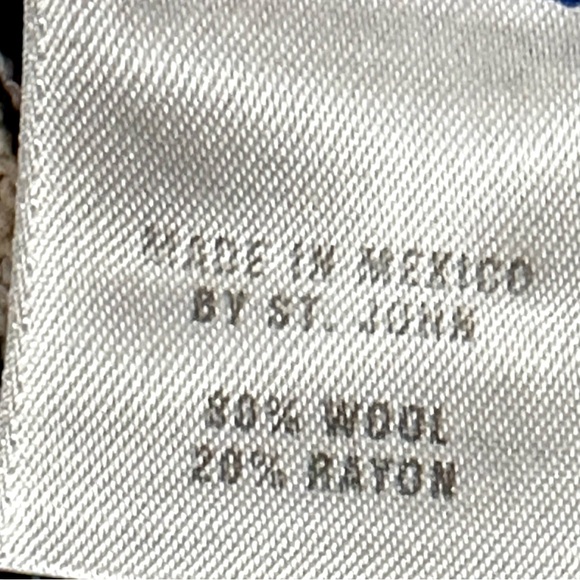 MADE IN MEXICO
BY ST. JOHN
80% WOOL
20% RAYON